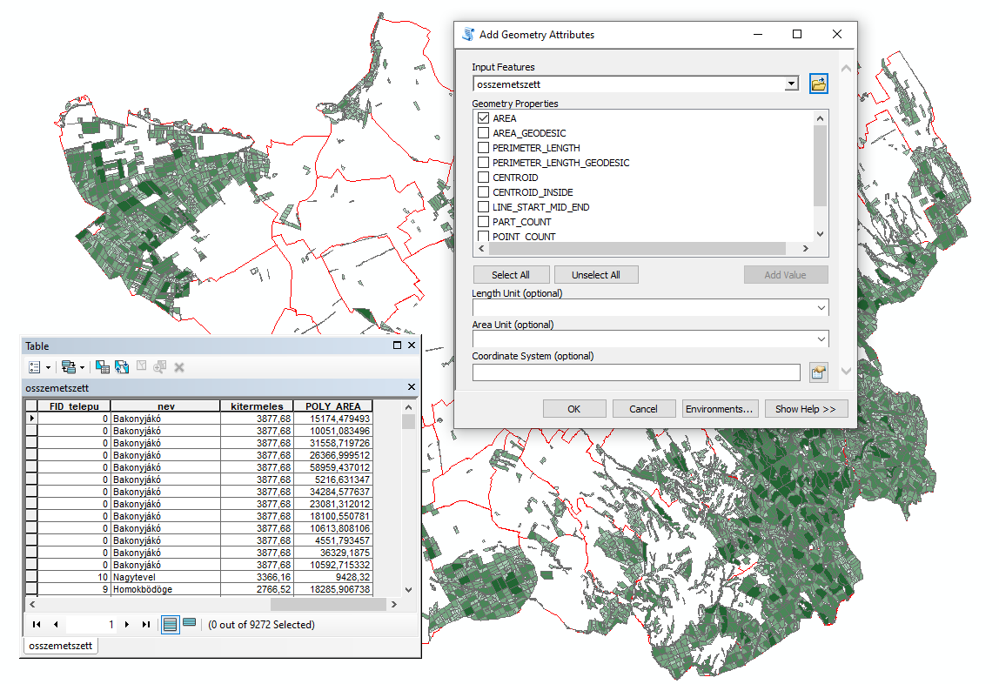 Add Geometry Attributes
Input Features
osszemetszett
Geometry Properties
AREA
AREA_GEODESIC
PERIMETER_LENGTH
PERIMETER_LENGTH_GEODESIC
CENTROID
CENTROID_INSIDE
LINE_START_MID_END
PART_COUNT
POINT_COUNT
Select All Unselect All Add Value
Length Unit (optional)
Area Unit (optional)
Coordinate System (optional)
OK Cancel Environments... Show Help >>
Table
osszemetszett
FID_telepu nev kitermeles POLY_AREA
0 Bakonyjákó 3877,68 15174,479493
0 Bakonyjákó 3877,68 10051,083496
0 Bakonyjákó 3877,68 31558,719726
0 Bakonyjákó 3877,68 26366,999512
0 Bakonyjákó 3877,68 58959,437012
0 Bakonyjákó 3877,68 5216,631347
0 Bakonyjákó 3877,68 34284,577637
0 Bakonyjákó 3877,68 23081,312012
0 Bakonyjákó 3877,68 18100,550781
0 Bakonyjákó 3877,68 10613,808106
0 Bakonyjákó 3877,68 4551,793457
0 Bakonyjákó 3877,68 36329,1875
0 Bakonyjákó 3877,68 10592,715332
10 Nagytevel 3366,16 9428,32
9 Homokbödöge 2766,52 18285,906738
1 (0 out of 9272 Selected)
osszemetszett